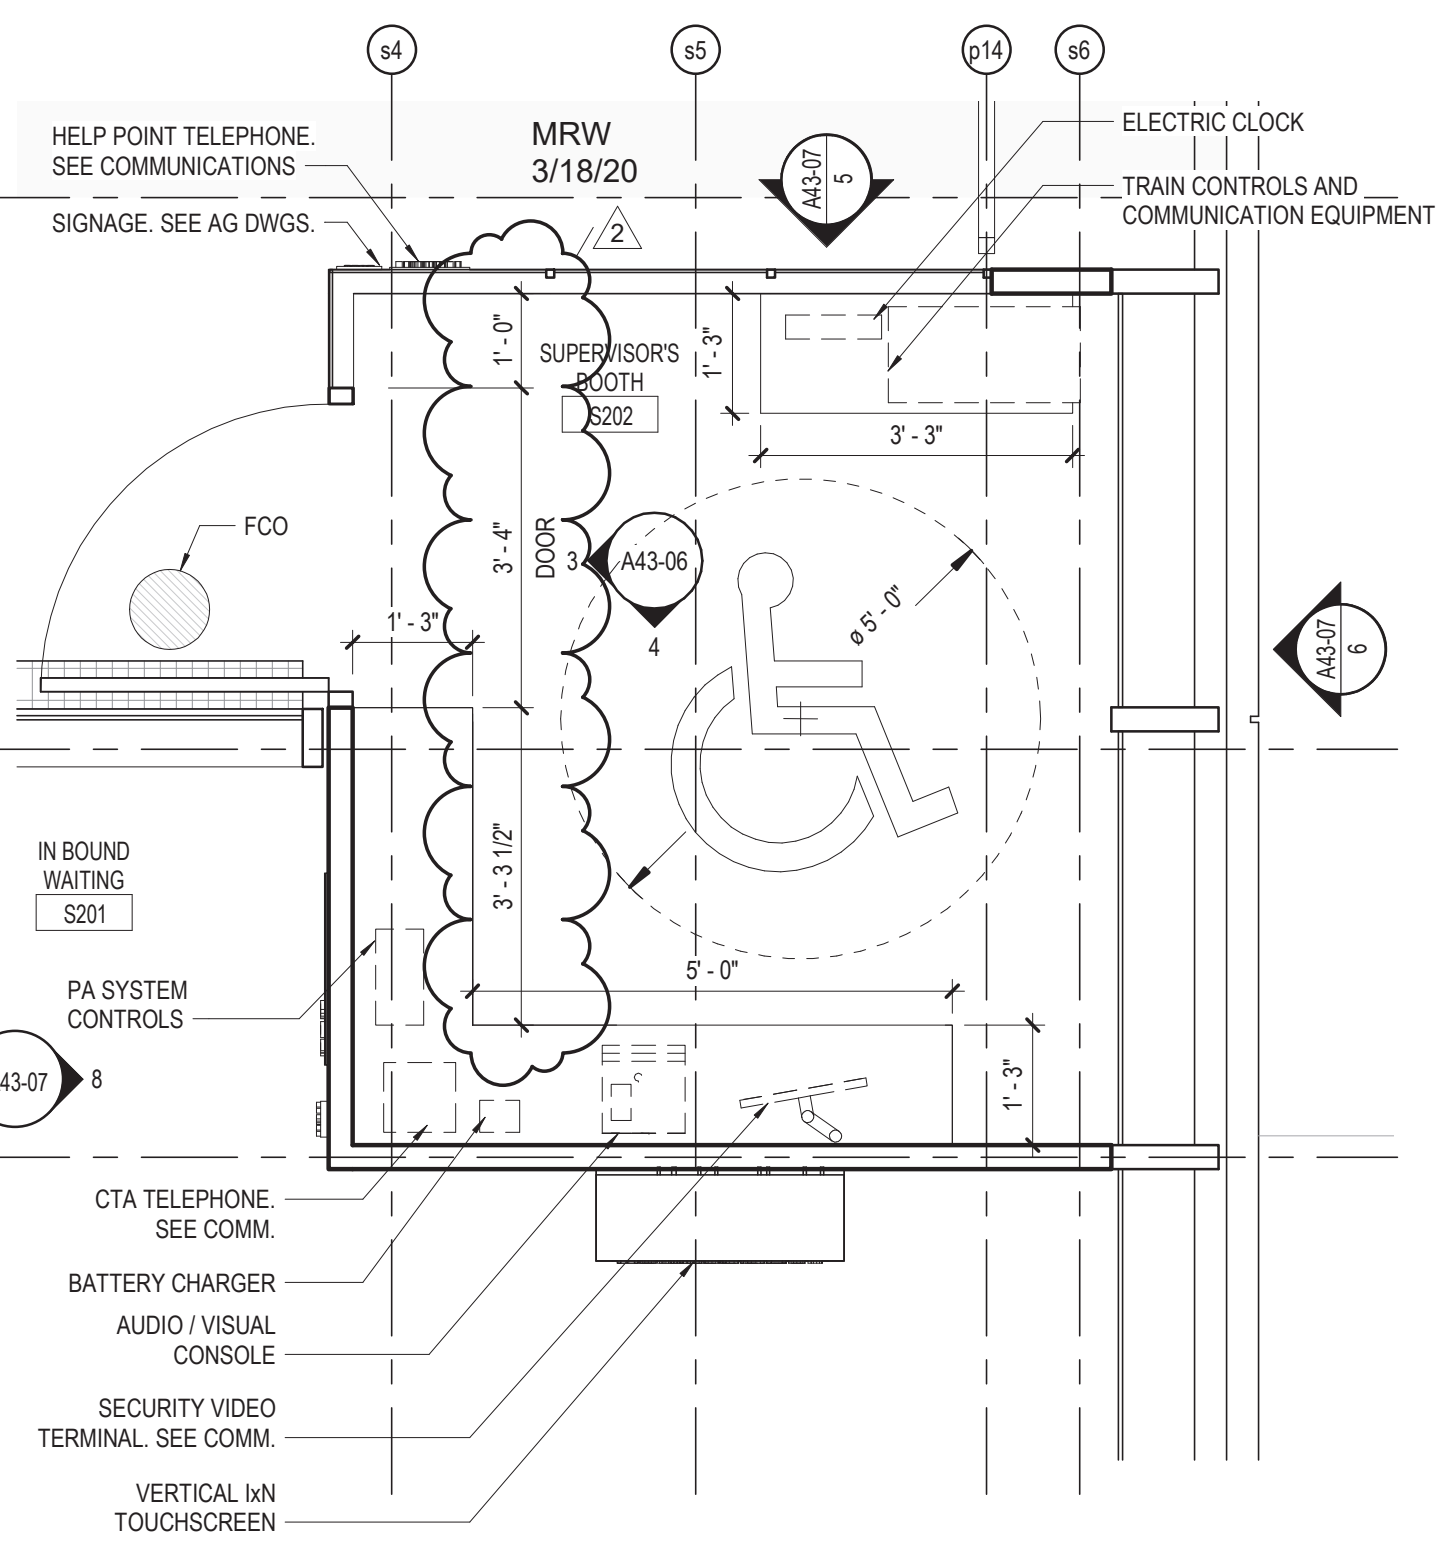 s4
s5
p14
s6
HELP POINT TELEPHONE.
SEE COMMUNICATIONS
MRW
3/18/20
SIGNAGE. SEE AG DWGS.
2
A43-07
5
ELECTRIC CLOCK
TRAIN CONTROLS AND
COMMUNICATION EQUIPMENT
1' - 0"
SUPERVISOR'S
BOOTH
S202
1' - 3"
3' - 3"
FCO
3' - 4"
DOOR
3
A43-06
4
1' - 3"
ø 5' - 0"
A43-07
6
3' - 3 1/2"
IN BOUND
WAITING
S201
5' - 0"
PA SYSTEM
CONTROLS
43-07
8
1' - 3"
CTA TELEPHONE.
SEE COMM.
BATTERY CHARGER
AUDIO / VISUAL
CONSOLE
SECURITY VIDEO
TERMINAL. SEE COMM.
VERTICAL IxN
TOUCHSCREEN